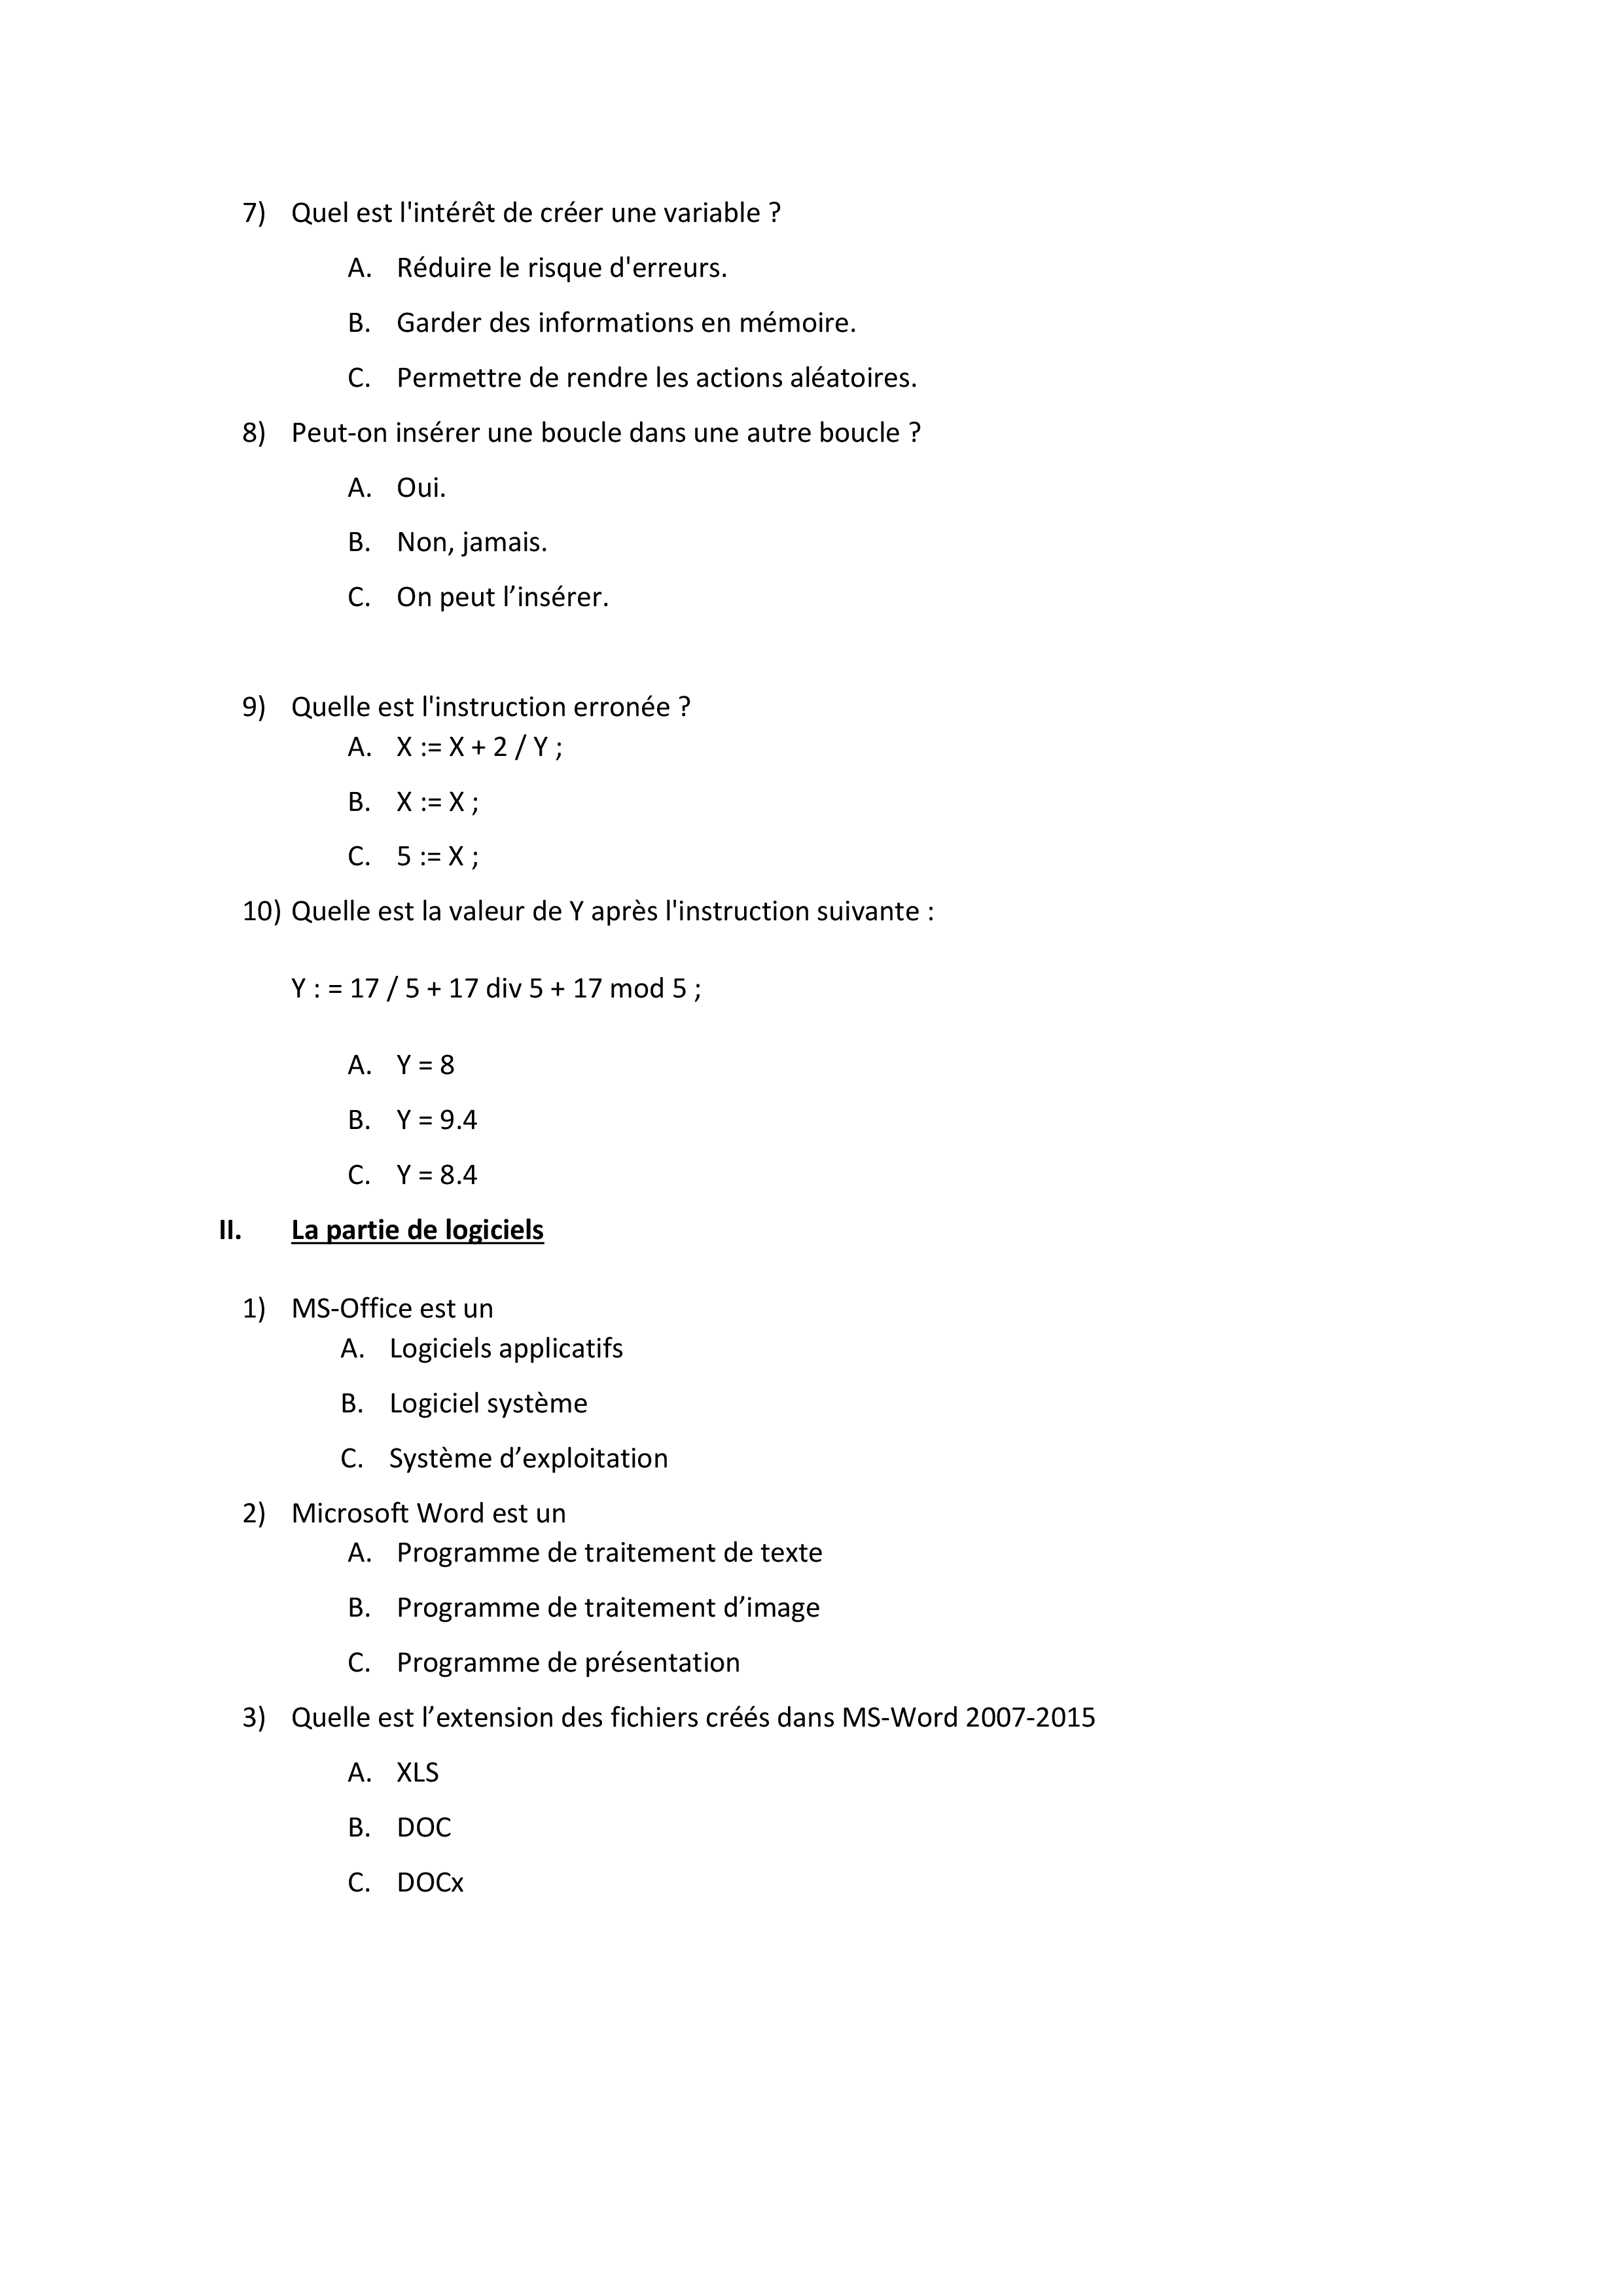 7) Quel est l'intérêt de créer une variable ?
A. Réduire le risque d'erreurs.
B. Garder des informations en mémoire.
C. Permettre de rendre les actions aléatoires.
8) Peut-on insérer une boucle dans une autre boucle ?
A. Oui.
B. Non, jamais.
C. On peut l’insérer.
9) Quelle est l'instruction erronée ?
A. X := X + 2 / Y ;
B. X := X ;
C. 5 := X ;
10) Quelle est la valeur de Y après l'instruction suivante :
Y : = 17 / 5 + 17 div 5 + 17 mod 5 ;
A. Y = 8
B. Y = 9.4
C. Y = 8.4
II. La partie de logiciels
1) MS-Office est un
A. Logiciels applicatifs
B. Logiciel système
C. Système d’exploitation
2) Microsoft Word est un
A. Programme de traitement de texte
B. Programme de traitement d’image
C. Programme de présentation
3) Quelle est l’extension des fichiers créés dans MS-Word 2007-2015
A. XLS
B. DOC
C. DOCx